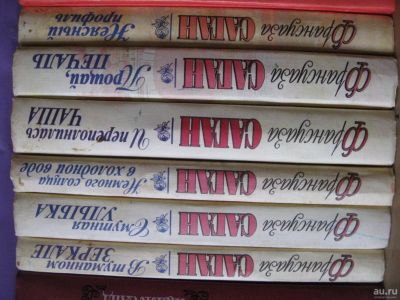 Франсуаза САГАН Неясный профиль
Франсуаза САГАН Прощай, ПЕЧАЛЬ
Франсуаза САГАН И переполнилась ЧАША
Франсуаза САГАН Немного солнца в холодной воде
Франсуаза САГАН Смутная УЛЫБКА
Франсуаза САГАН В туманном ЗЕРКАЛЕ
au.ru